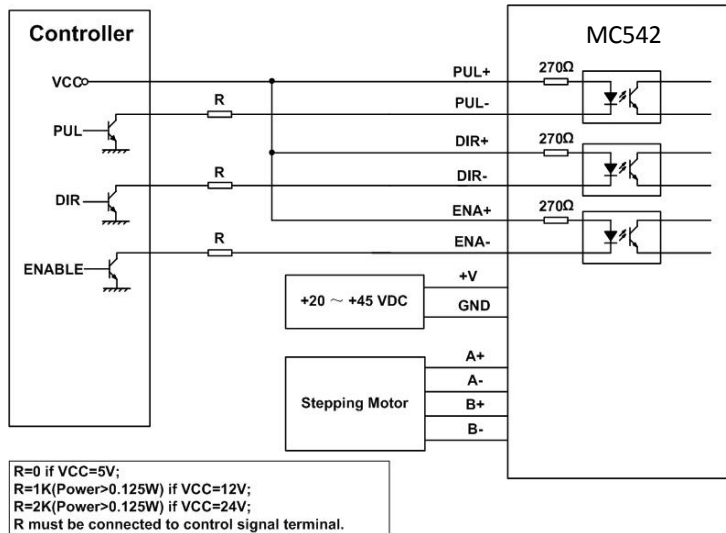 Controller
MC542
VCC
PUL+
270Ω
R
PUL-
PUL
DIR+
270Ω
R
DIR-
DIR
270Ω
R
ENA+
ENA-
ENABLE
+V
+20 ～ +45 VDC
GND
A+
Stepping Motor
A-
B+
B-
R=0 if VCC=5V;
R=1K(Power>0.125W) if VCC=12V;
R=2K(Power>0.125W) if VCC=24V;
R must be connected to control signal terminal.